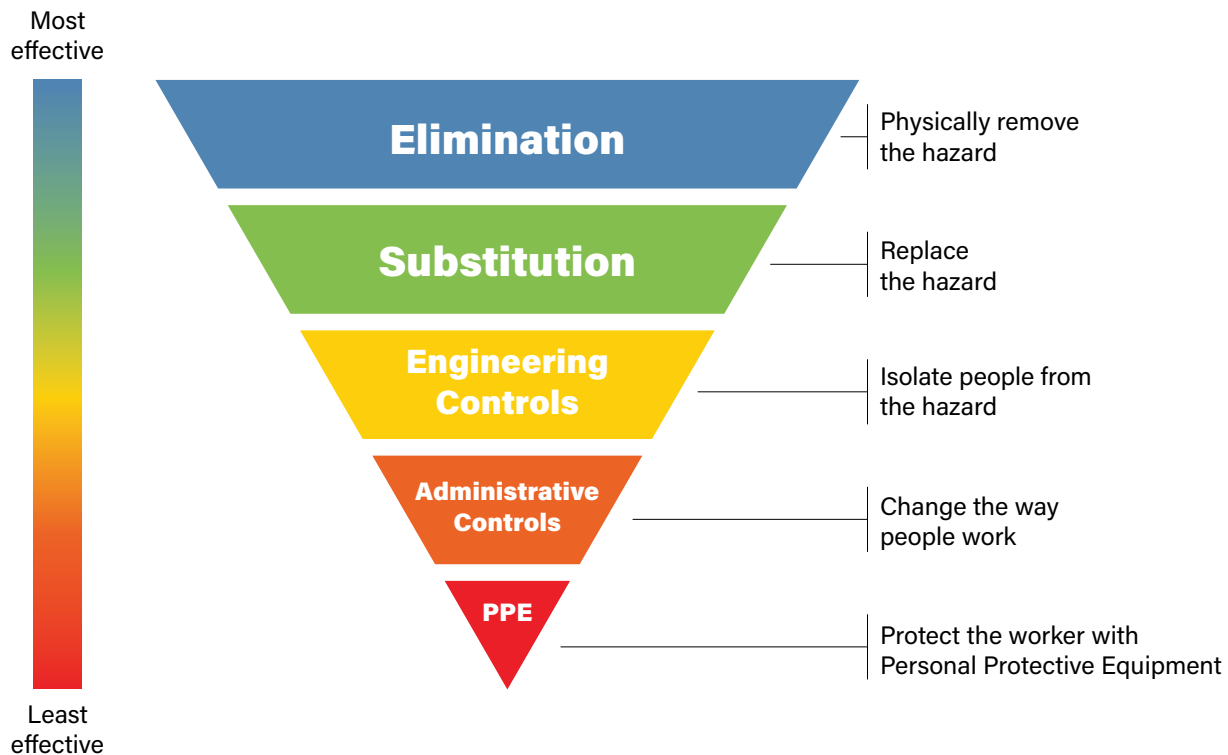 Most
effective
Elimination
Physically remove
the hazard
Substitution
Replace
the hazard
Engineering
Controls
Isolate people from
the hazard
Administrative
Controls
Change the way
people work
PPE
Protect the worker with
Personal Protective Equipment
Least
effective